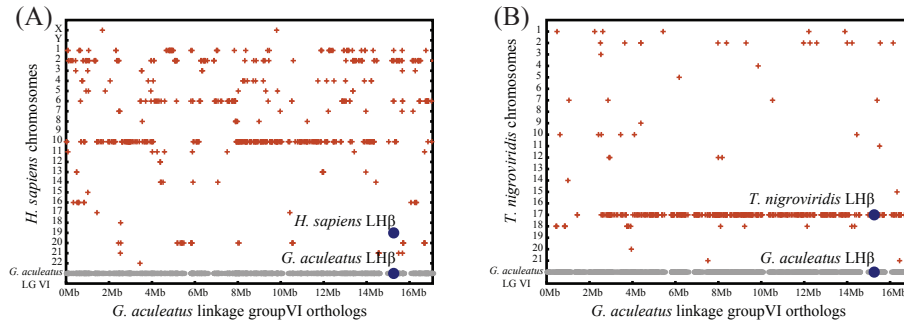 (A)
H. sapiens chromosomes
X
Y
1
2
3
4
5
6
7
8
9
10
11
12
13
14
15
16
17
18
19
20
21
22
G. aculeatus
LG VI
H. sapiens LHβ
G. aculeatus LHβ
0Mb 2Mb 4Mb 6Mb 8Mb 10Mb 12Mb 14Mb 16Mb
G. aculeatus linkage groupVI orthologs
(B)
T. nigroviridis chromosomes
1
2
3
4
5
6
7
8
9
10
11
12
13
14
15
16
17
18
19
20
21
G. aculeatus
LG VI
T. nigroviridis LHβ
G. aculeatus LHβ
0Mb 2Mb 4Mb 6Mb 8Mb 10Mb 12Mb 14Mb 16Mb
G. aculeatus linkage groupVI orthologs